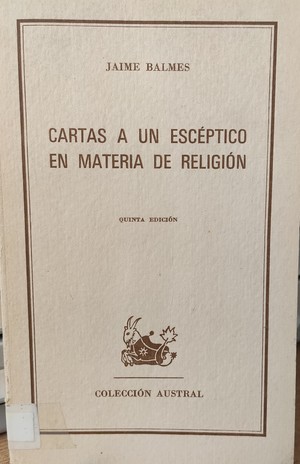 JAIME BALMES
CARTAS A UN ESCÉPTICO
EN MATERIA DE RELIGIÓN
QUINTA EDICIÓN
COLECCIÓN AUSTRAL